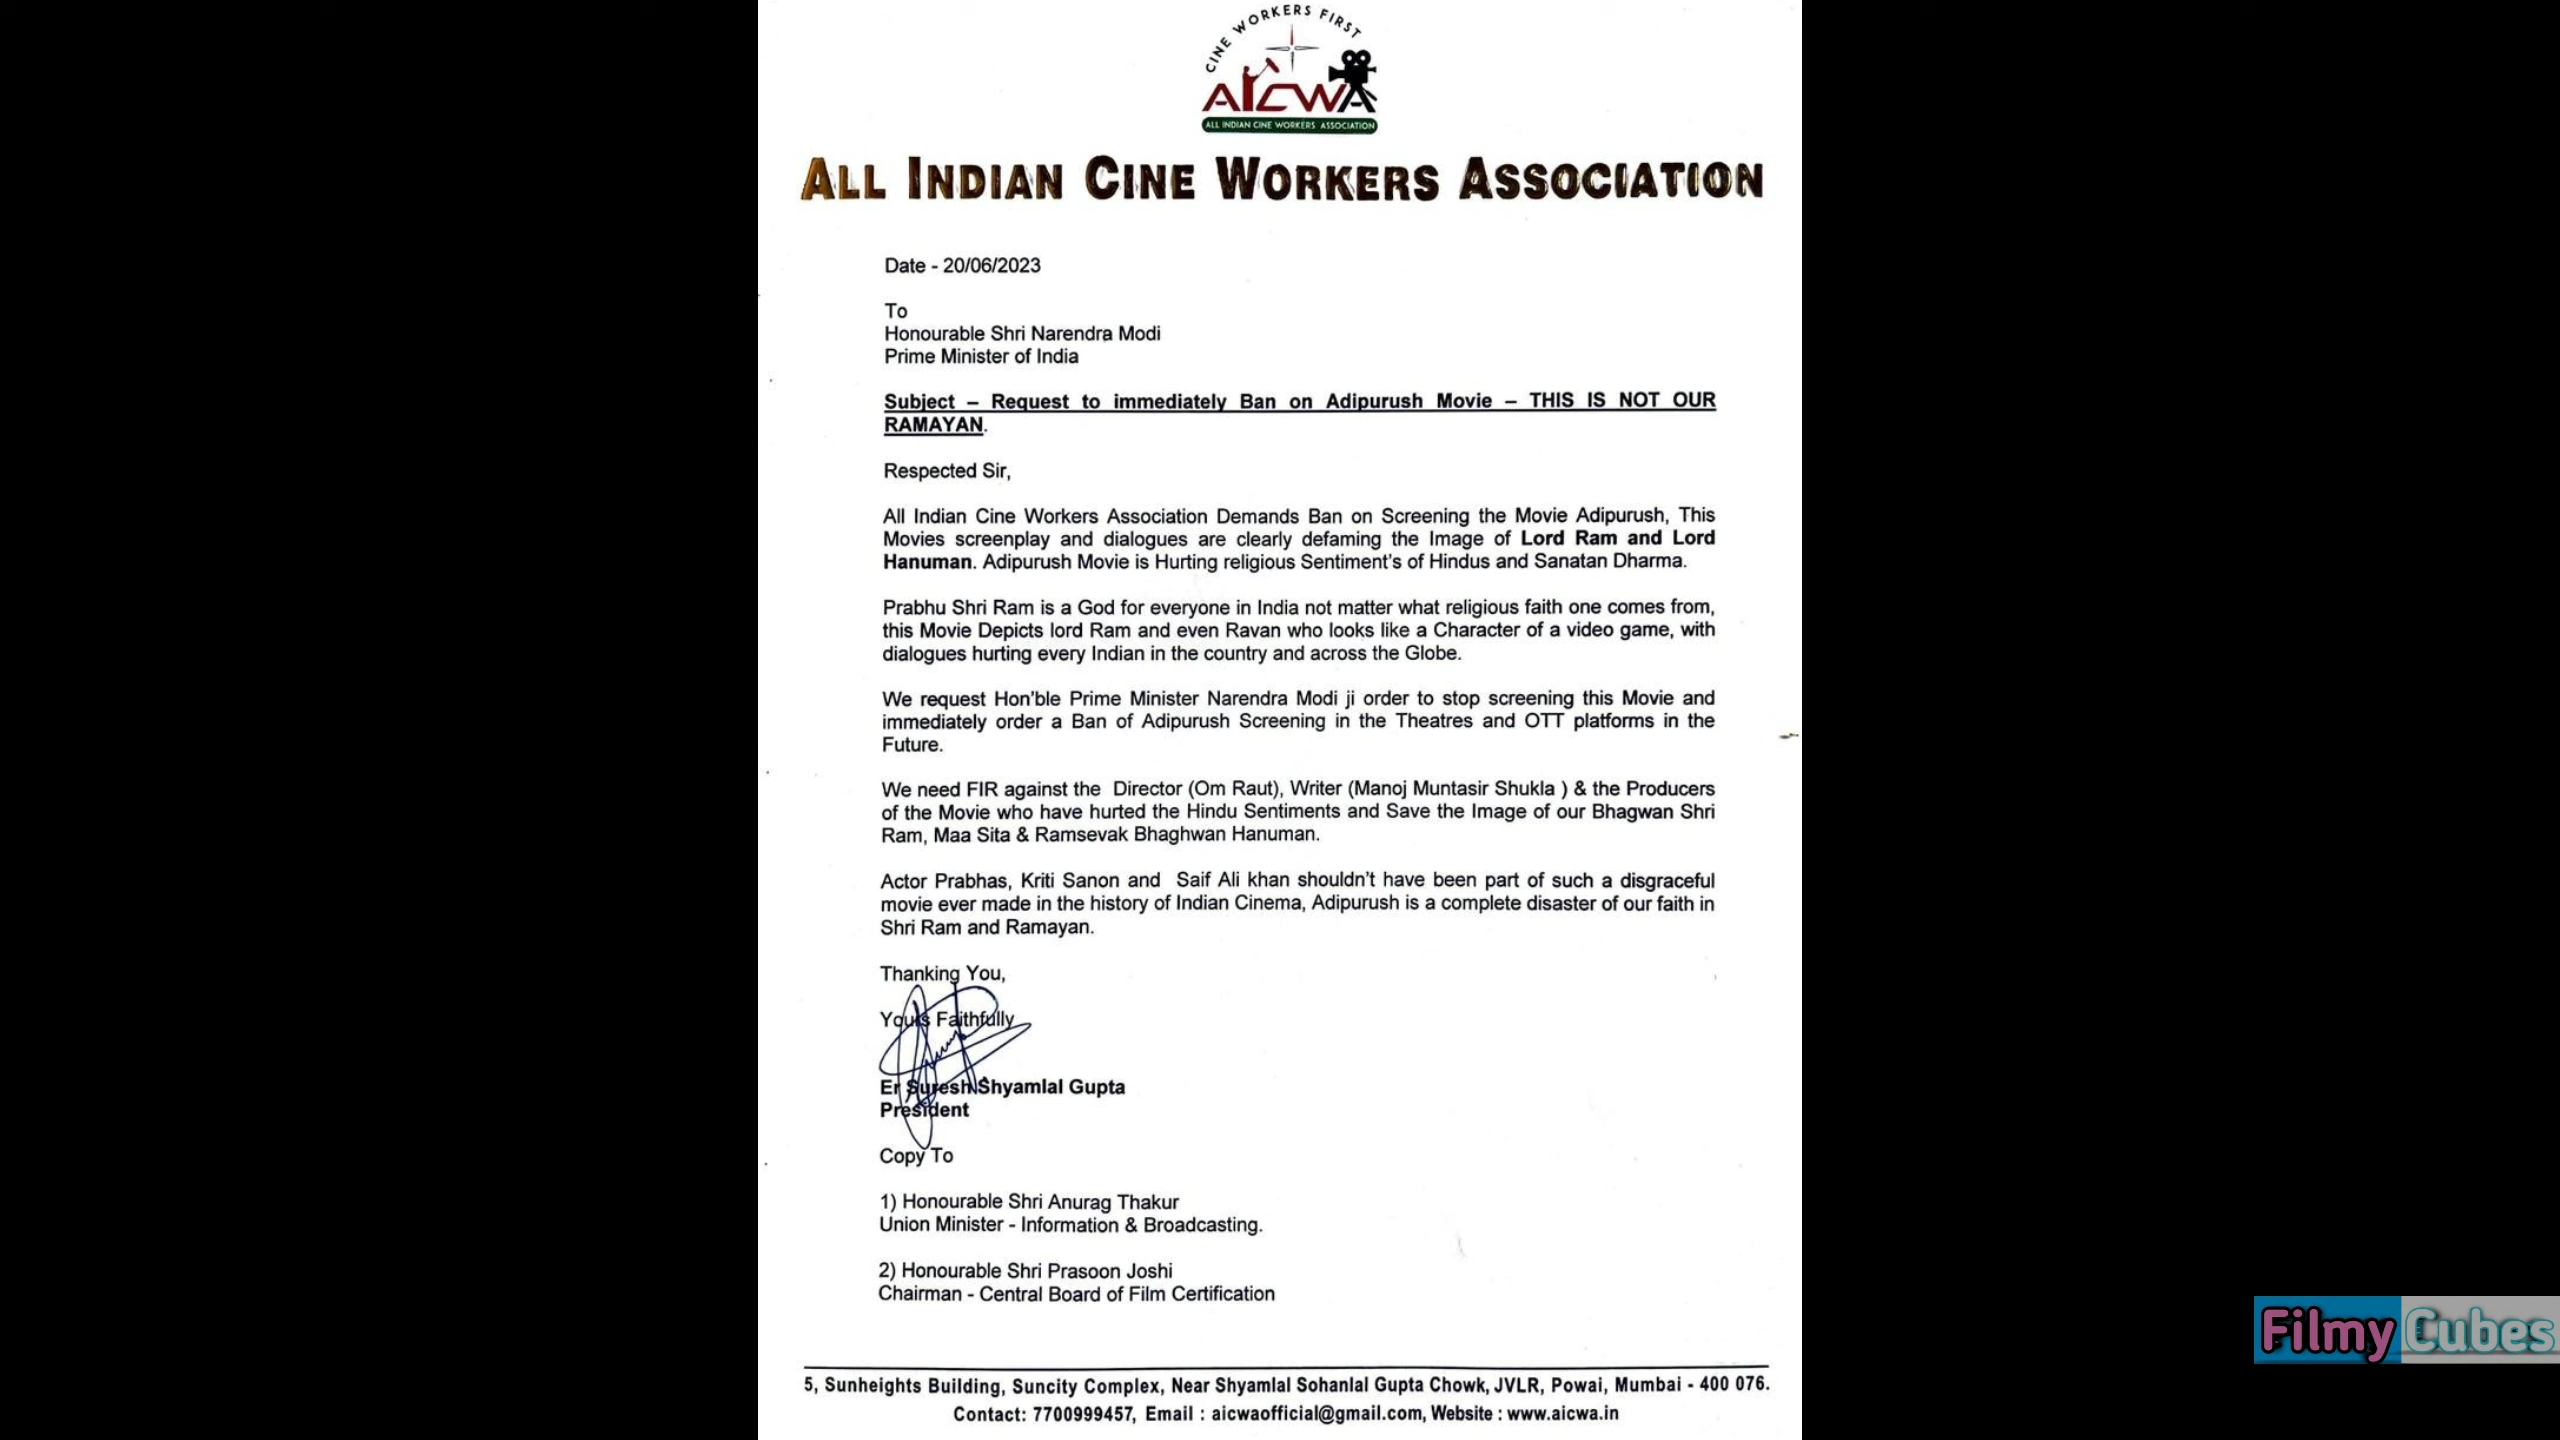 CINE WORKERS FIRST
AICWA
ALL INDIAN CINE WORKERS ASSOCIATION
ALL INDIAN CINE WORKERS ASSOCIATION
Date - 20/06/2023
To
Honourable Shri Narendra Modi
Prime Minister of India
Subject – Request to immediately Ban on Adipurush Movie – THIS IS NOT OUR
RAMAYAN.
Respected Sir,
All Indian Cine Workers Association Demands Ban on Screening the Movie Adipurush, This
Movies screenplay and dialogues are clearly defaming the Image of Lord Ram and Lord
Hanuman. Adipurush Movie is Hurting religious Sentiment's of Hindus and Sanatan Dharma.
Prabhu Shri Ram is a God for everyone in India not matter what religious faith one comes from,
this Movie Depicts lord Ram and even Ravan who looks like a Character of a video game, with
dialogues hurting every Indian in the country and across the Globe.
We request Hon'ble Prime Minister Narendra Modi ji order to stop screening this Movie and
immediately order a Ban of Adipurush Screening in the Theatres and OTT platforms in the
Future.
We need FIR against the Director (Om Raut), Writer (Manoj Muntasir Shukla ) & the Producers
of the Movie who have hurted the Hindu Sentiments and Save the Image of our Bhagwan Shri
Ram, Maa Sita & Ramsevak Bhaghwan Hanuman.
Actor Prabhas, Kriti Sanon and Saif Ali khan shouldn't have been part of such a disgraceful
movie ever made in the history of Indian Cinema, Adipurush is a complete disaster of our faith in
Shri Ram and Ramayan.
Thanking You,
Yours Faithfully
Er Suresh Shyamlal Gupta
President
Copy To
1) Honourable Shri Anurag Thakur
Union Minister - Information & Broadcasting.
2) Honourable Shri Prasoon Joshi
Chairman - Central Board of Film Certification
5, Sunheights Building, Suncity Complex, Near Shyamlal Sohanlal Gupta Chowk, JVLR, Powai, Mumbai - 400 076.
Contact: 7700999457, Email : aicwaofficial@gmail.com, Website : www.aicwa.in
Filmy Cubes